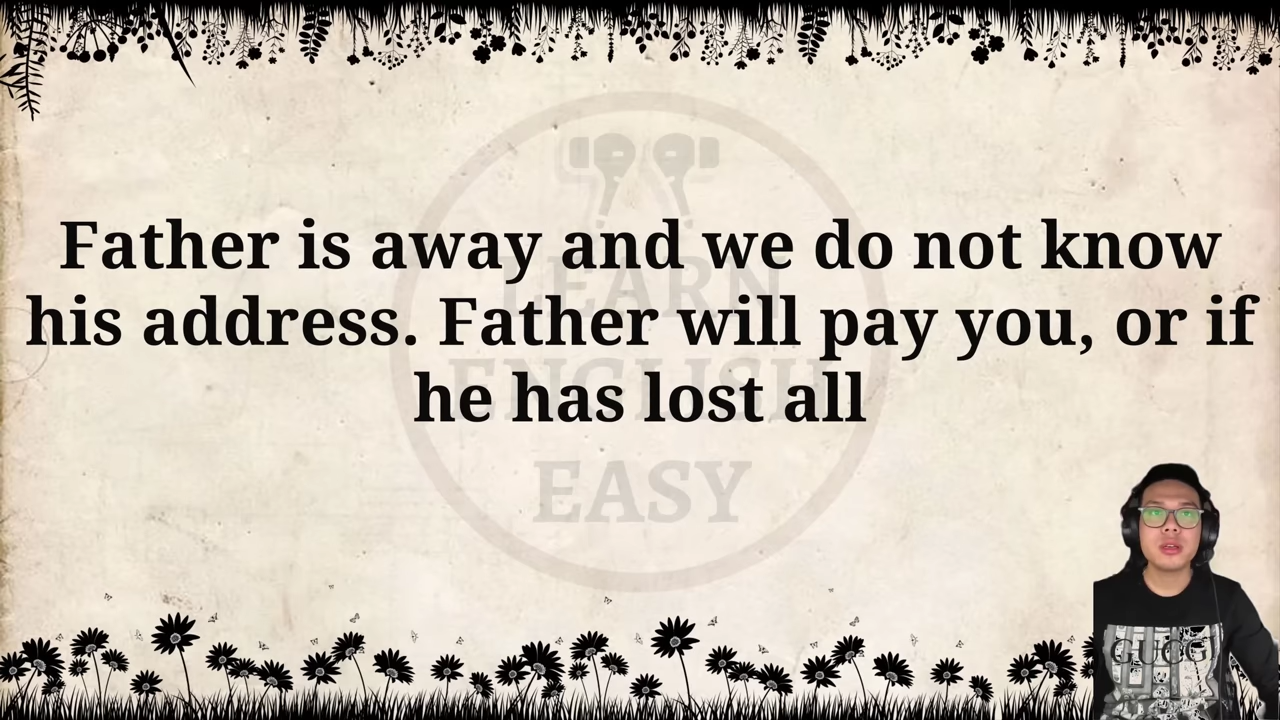 Father is away and we do not know
his address. Father will pay you, or if
he has lost all
LEARN
ENGLISH
EASY
GUCCI